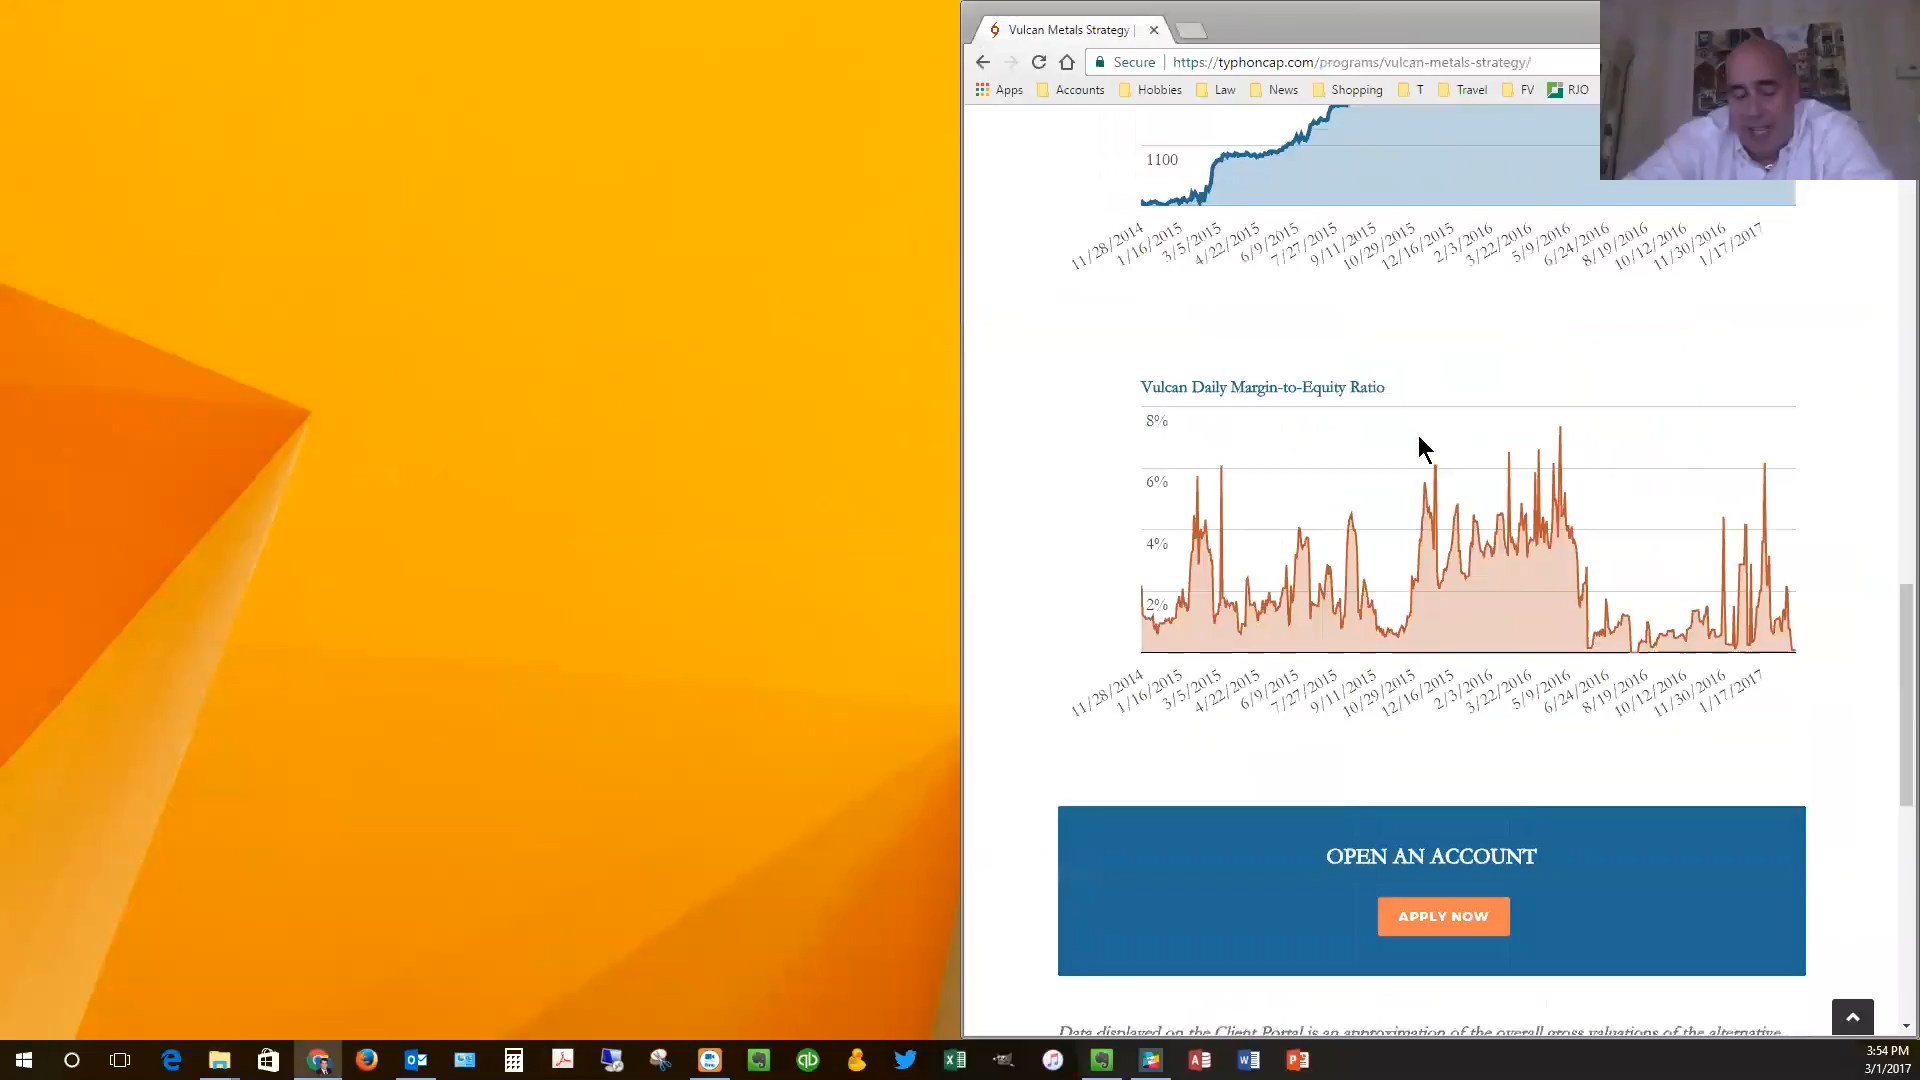 Vulcan Metals Strategy |
Secure
https://typhoncap.com/programs/vulcan-metals-strategy/
Apps Accounts Hobbies Law News Shopping T Travel FV RJO
1100
11/28/2014 1/16/2015 3/5/2015 4/22/2015 6/9/2015 7/27/2015 9/11/2015 10/29/2015 12/16/2015 2/3/2016 3/22/2016 5/9/2016 6/24/2016 8/19/2016 10/12/2016 11/30/2016 1/17/2017
Vulcan Daily Margin-to-Equity Ratio
8%
6%
4%
2%
11/28/2014 1/16/2015 3/5/2015 4/22/2015 6/9/2015 7/27/2015 9/11/2015 10/29/2015 12/16/2015 2/3/2016 3/22/2016 5/9/2016 6/24/2016 8/19/2016 10/12/2016 11/30/2016 1/17/2017
OPEN AN ACCOUNT
APPLY NOW
Data displayed on the Client Portal is an approximation of the overall gross valuations of the alternative
3:54 PM
3/1/2017